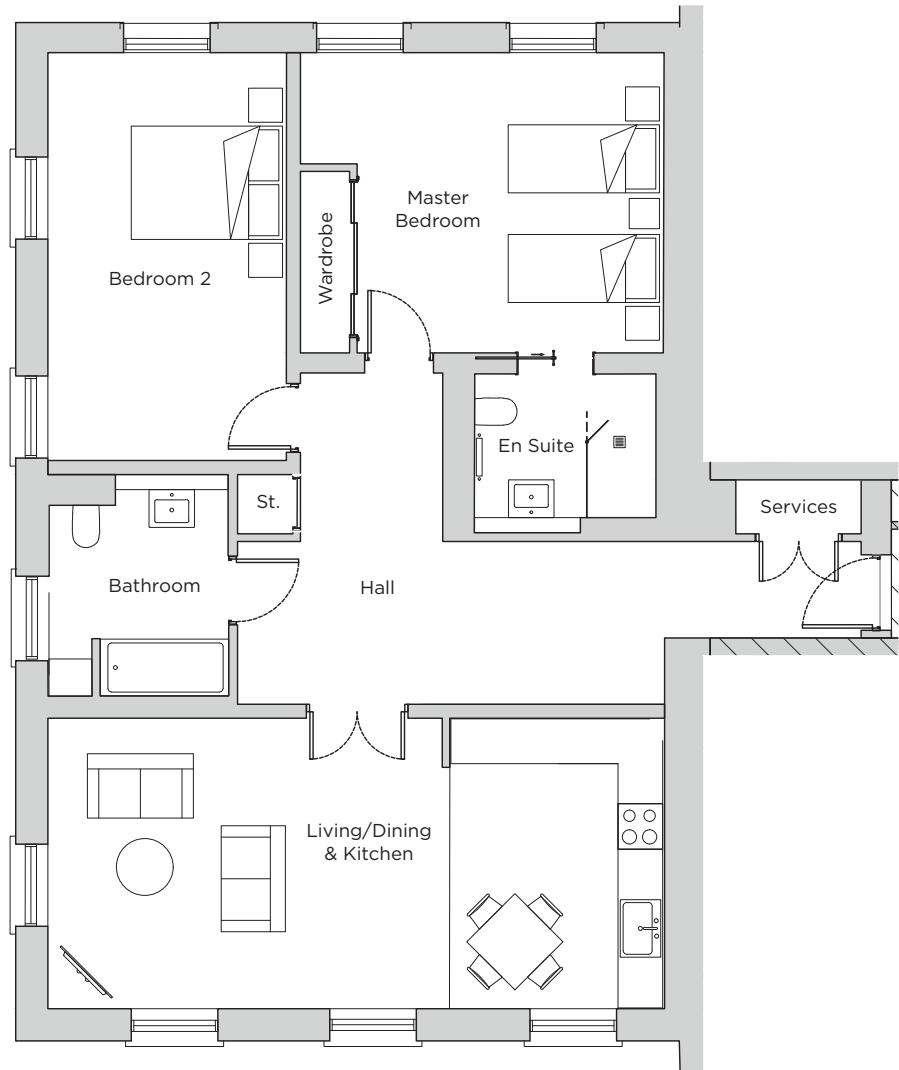 Master
Bedroom
Wardrobe
Bedroom 2
En Suite
St.
Services
Bathroom
Hall
Living/Dining
& Kitchen